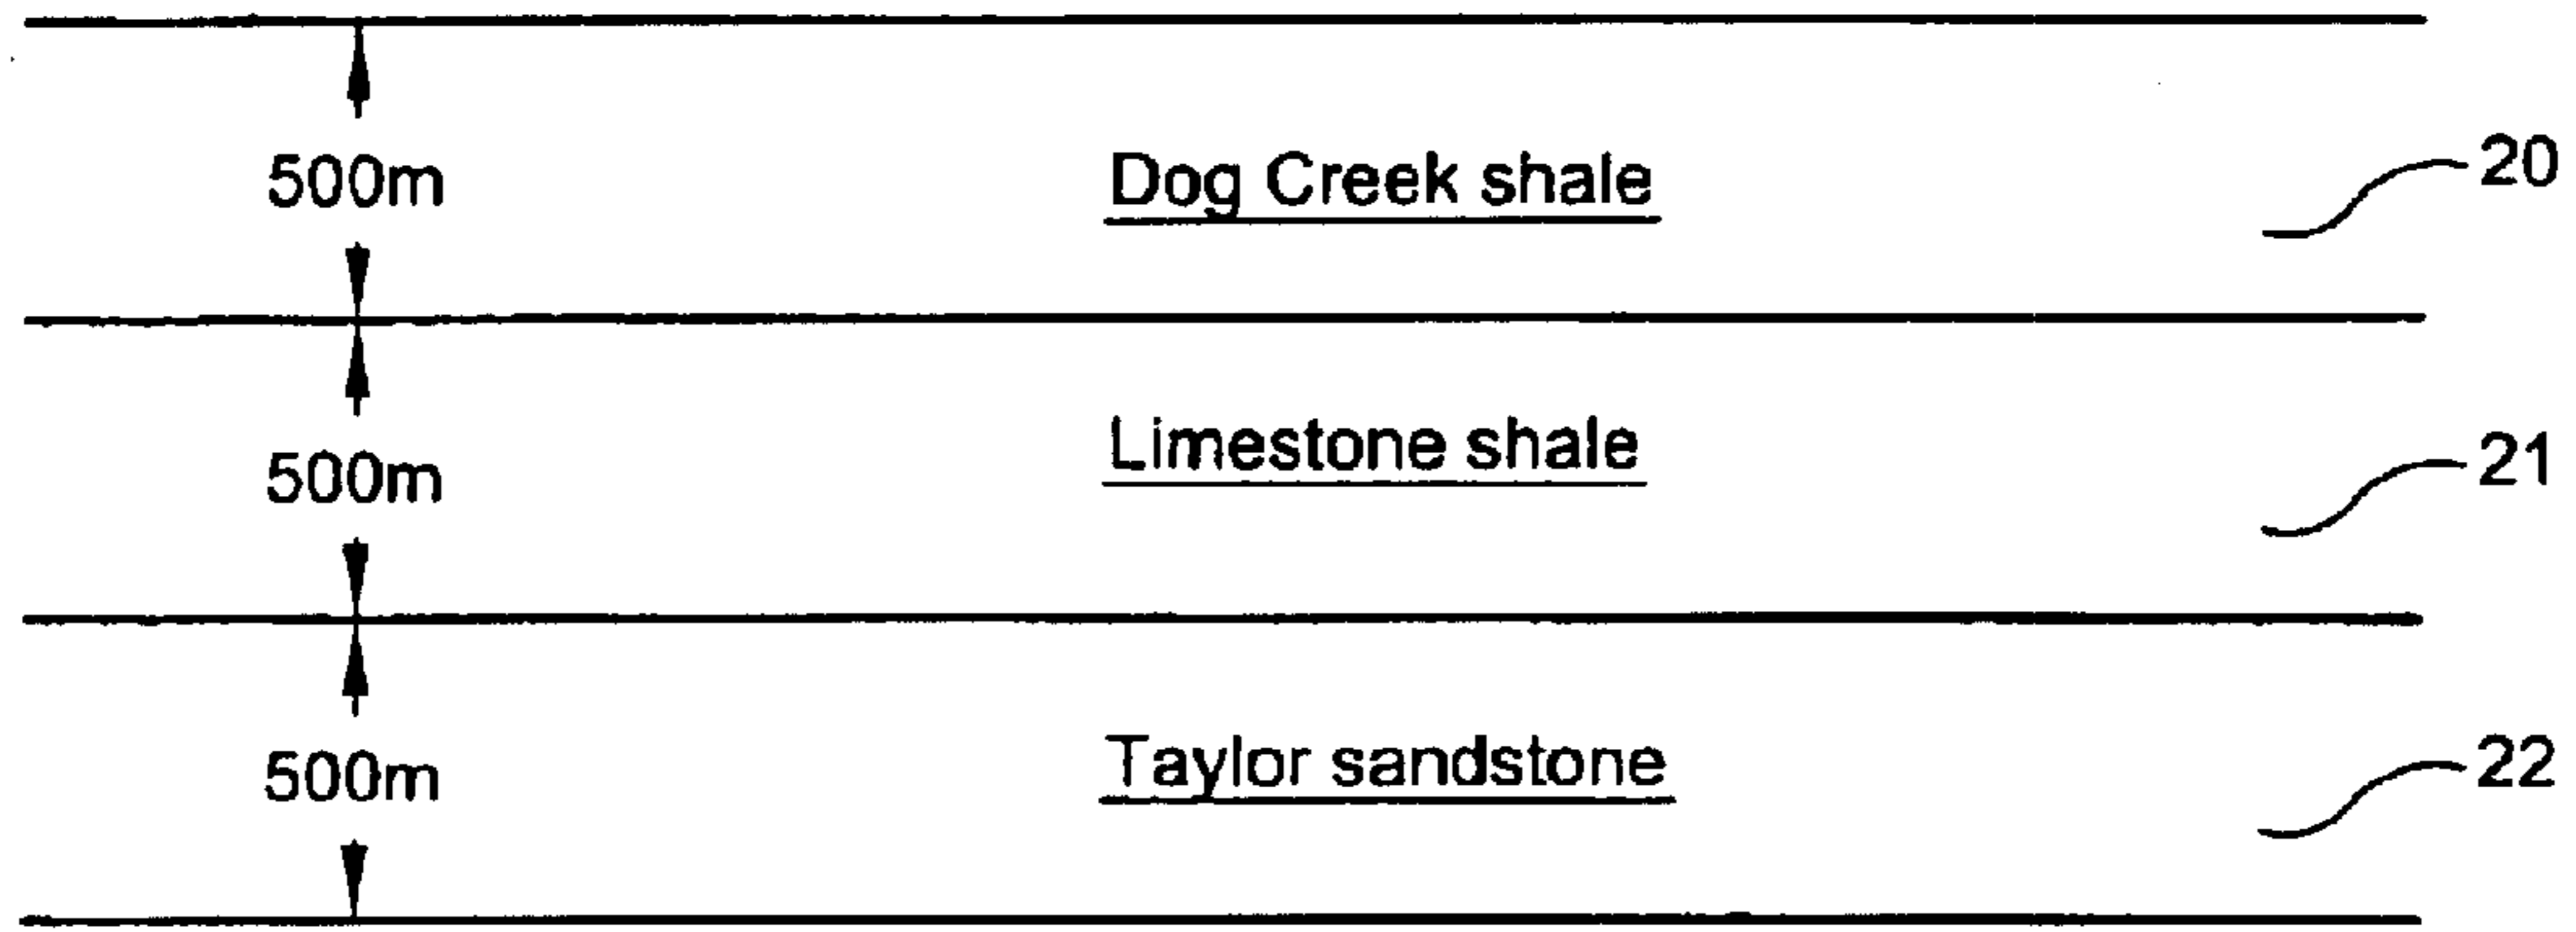 500m
Dog Creek shale
20
500m
Limestone shale
21
500m
Taylor sandstone
22